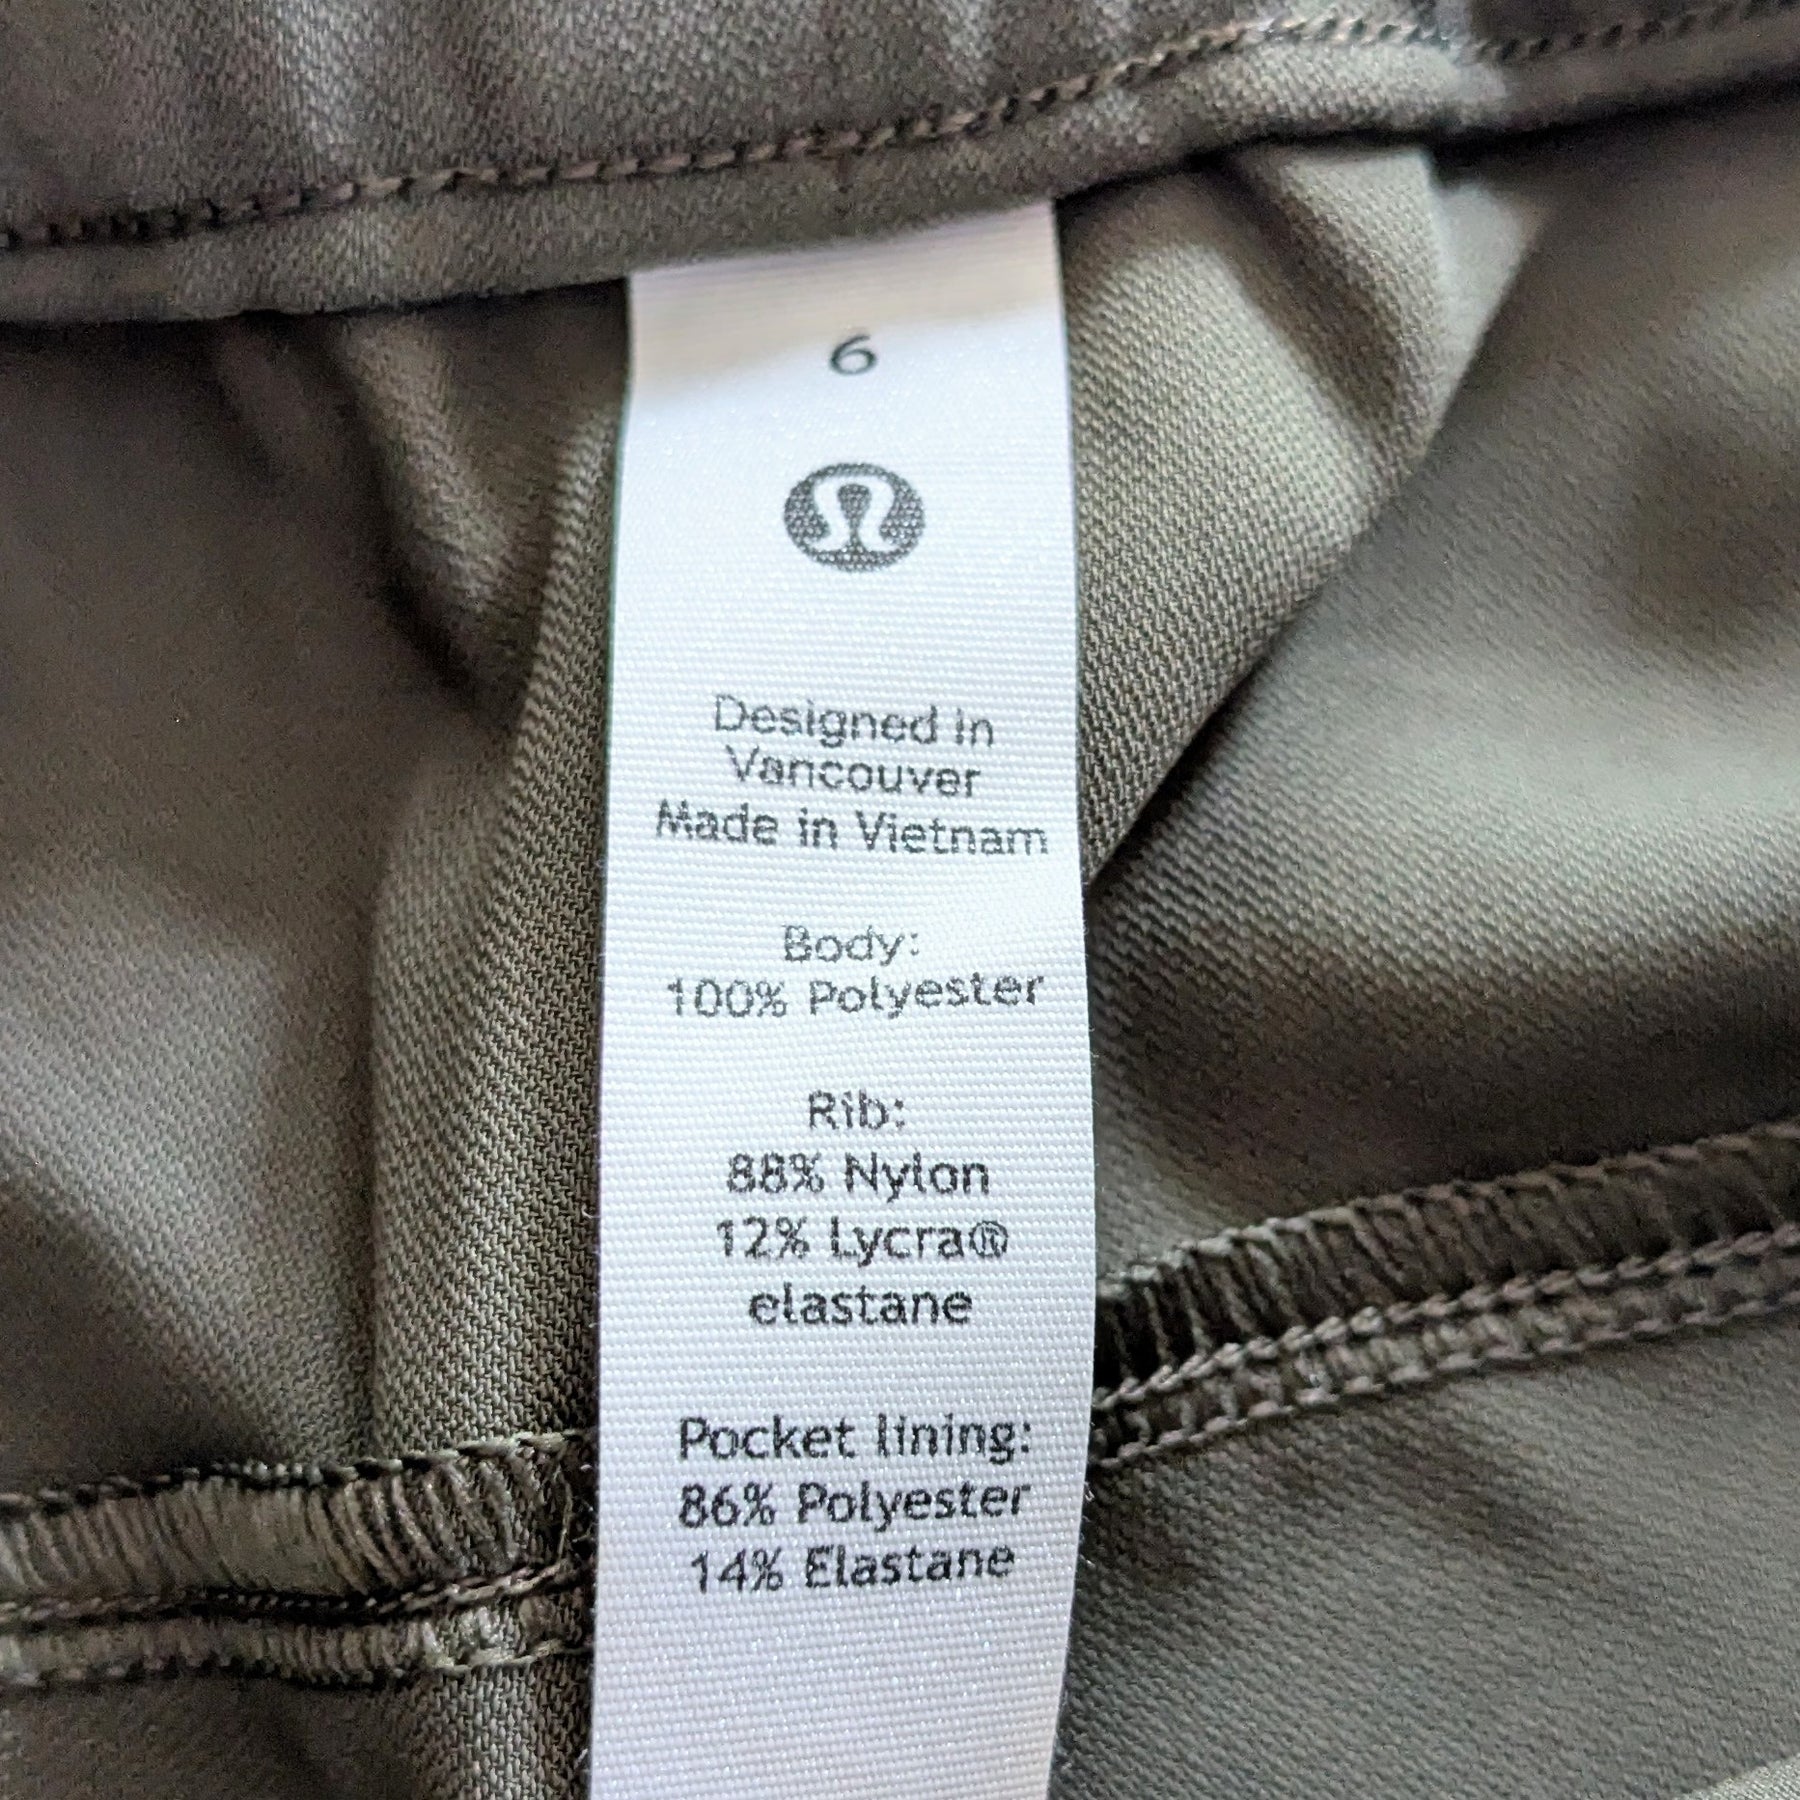 6
Designed in
Vancouver
Made in Vietnam
Body:
100% Polyester
Rib:
88% Nylon
12% Lycra®
elastane
Pocket lining:
86% Polyester
14% Elastane